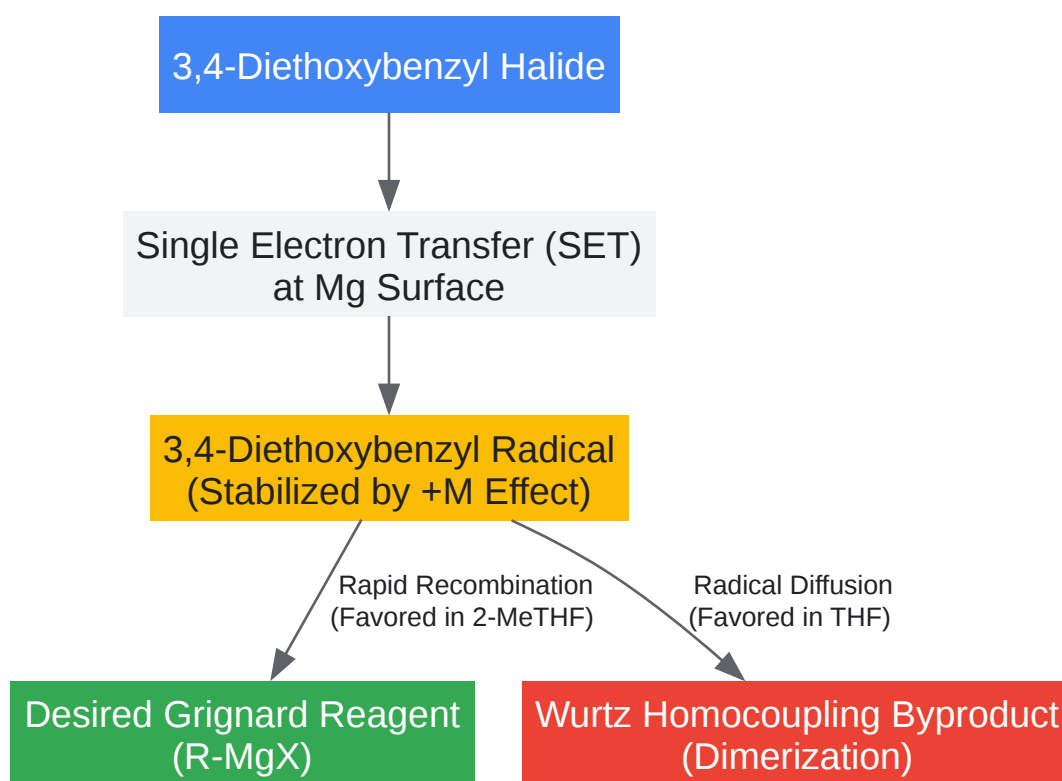 3,4-Diethoxybenzyl Halide
Single Electron Transfer (SET)
at Mg Surface
3,4-Diethoxybenzyl Radical
(Stabilized by +M Effect)
Rapid Recombination
(Favored in 2-MeTHF)
Radical Diffusion
(Favored in THF)
Desired Grignard Reagent
(R-MgX)
Wurtz Homocoupling Byproduct
(Dimerization)